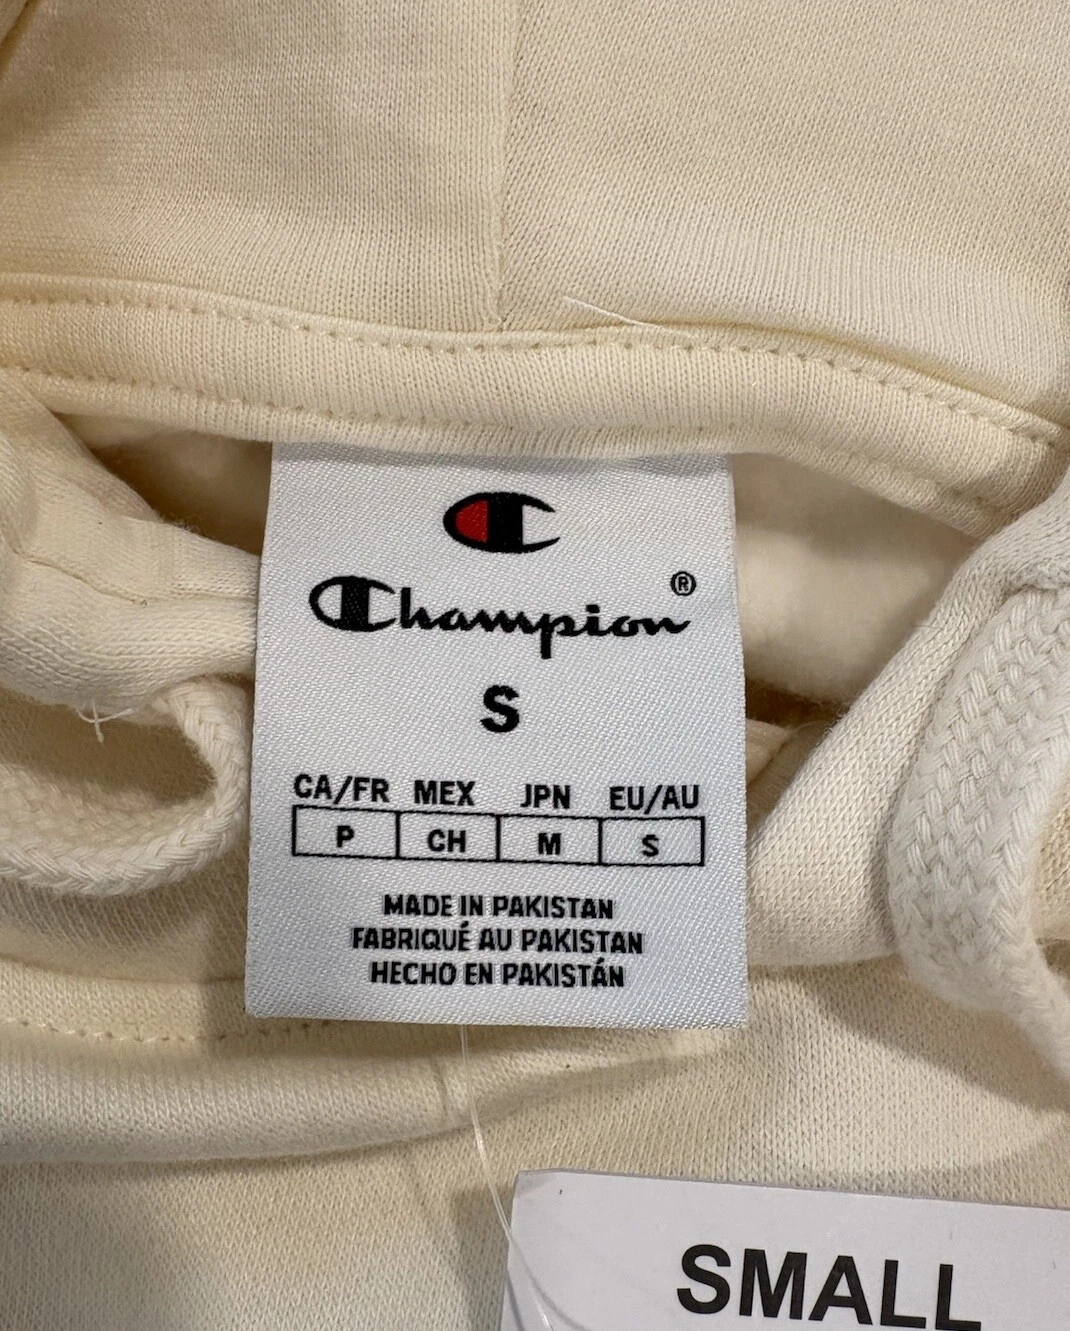 Champion®
S
CA/FR MEX JPN EU/AU
P CH M S
MADE IN PAKISTAN
FABRIQUÉ AU PAKISTAN
HECHO EN PAKISTÁN
SMALL